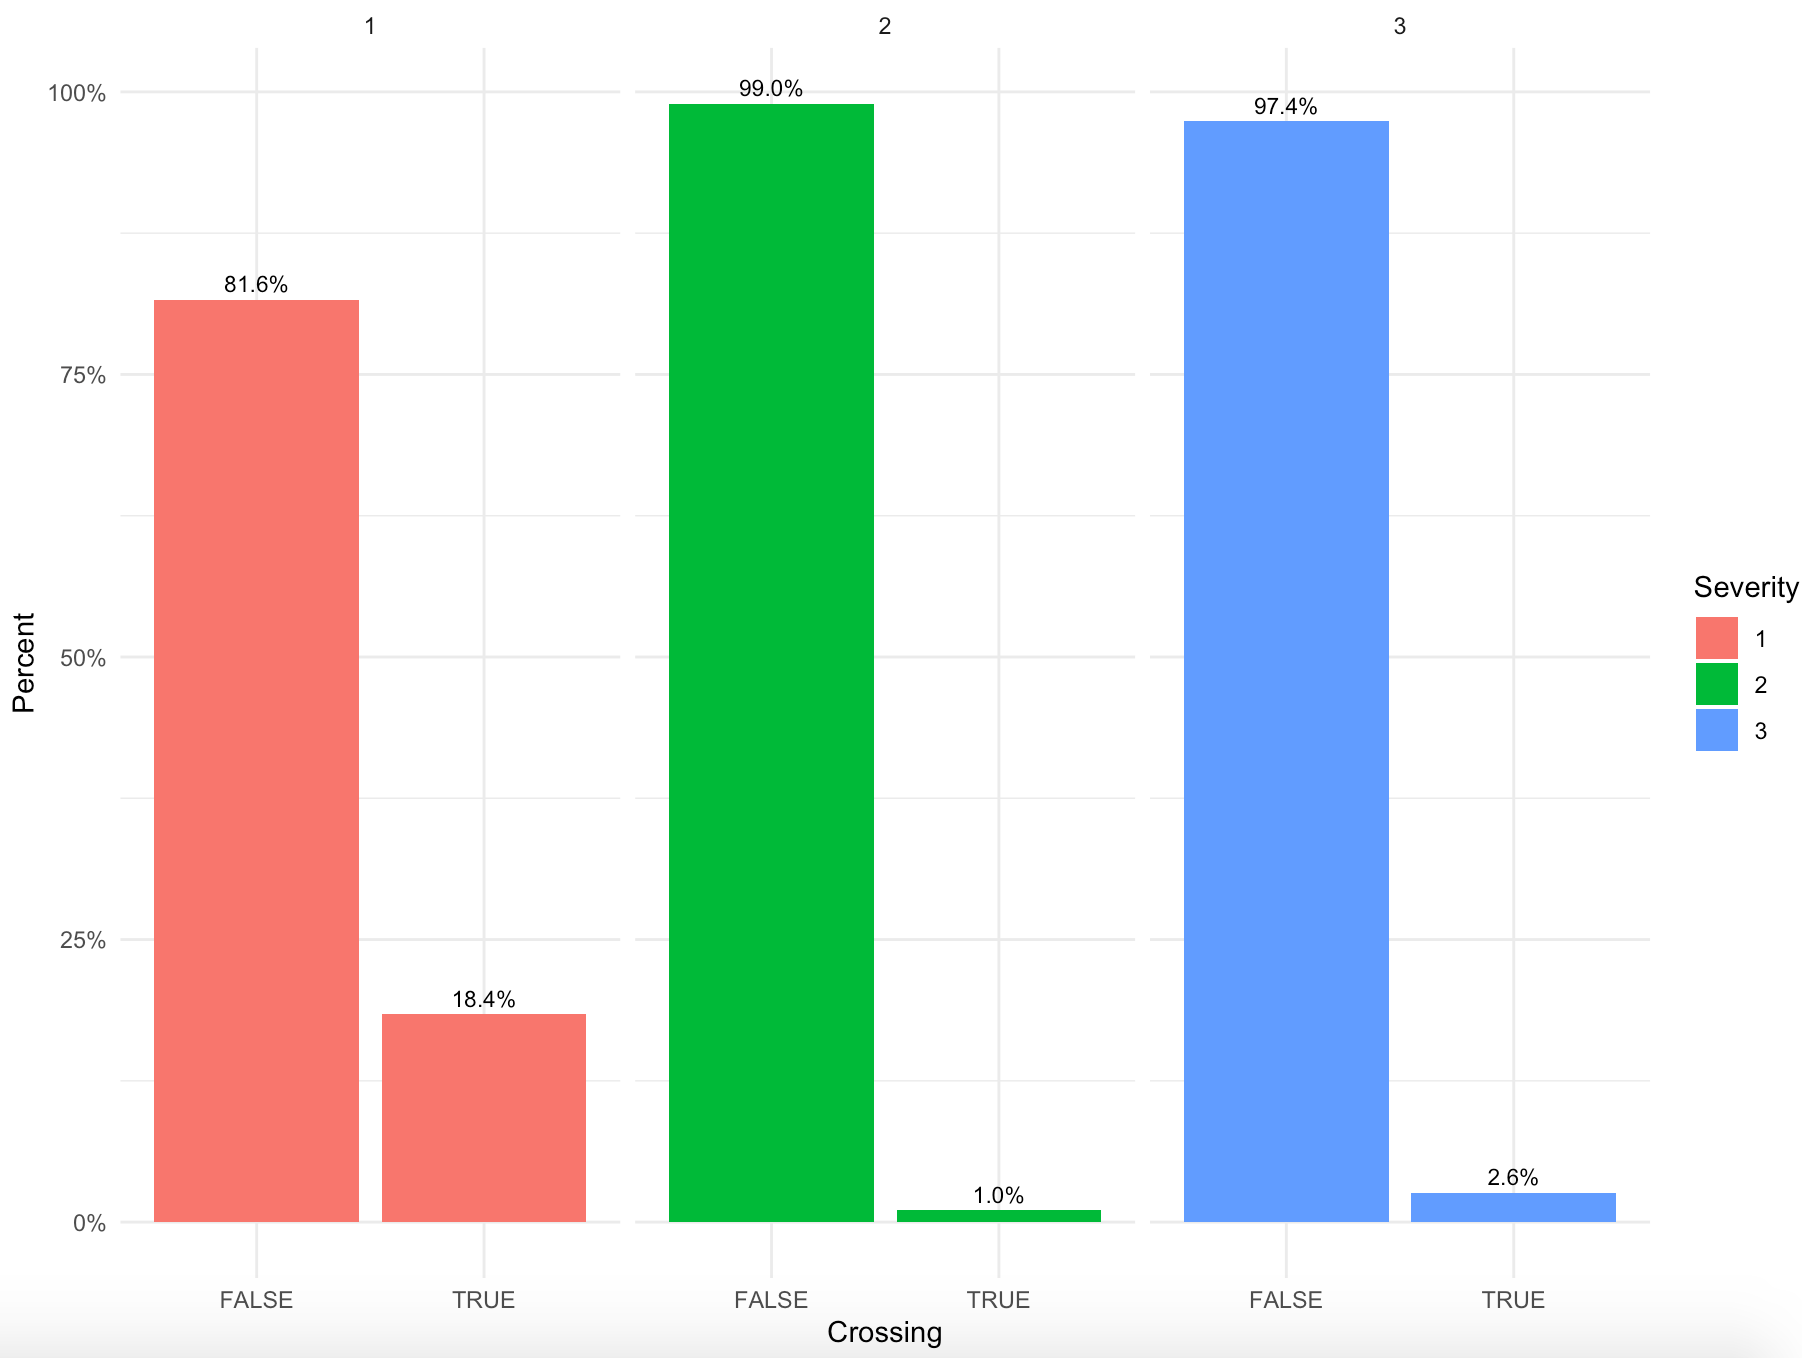 1 2 3
100%
75%
50%
25%
0%
Percent
81.6%
18.4%
99.0%
1.0%
97.4%
2.6%
FALSE TRUE FALSE TRUE FALSE TRUE
Crossing
Severity
1
2
3